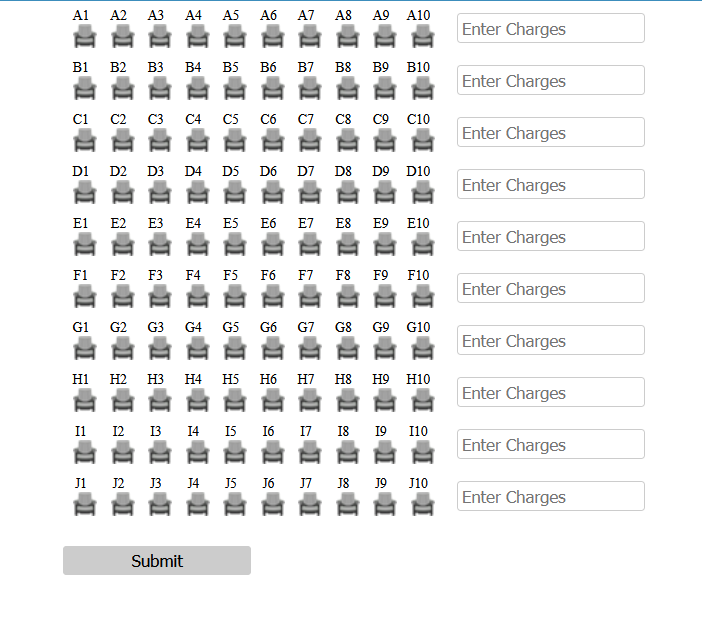 A1 A2 A3 A4 A5 A6 A7 A8 A9 A10 Enter Charges
B1 B2 B3 B4 B5 B6 B7 B8 B9 B10 Enter Charges
C1 C2 C3 C4 C5 C6 C7 C8 C9 C10 Enter Charges
D1 D2 D3 D4 D5 D6 D7 D8 D9 D10 Enter Charges
E1 E2 E3 E4 E5 E6 E7 E8 E9 E10 Enter Charges
F1 F2 F3 F4 F5 F6 F7 F8 F9 F10 Enter Charges
G1 G2 G3 G4 G5 G6 G7 G8 G9 G10 Enter Charges
H1 H2 H3 H4 H5 H6 H7 H8 H9 H10 Enter Charges
I1 I2 I3 I4 I5 I6 I7 I8 I9 I10 Enter Charges
J1 J2 J3 J4 J5 J6 J7 J8 J9 J10 Enter Charges
Submit